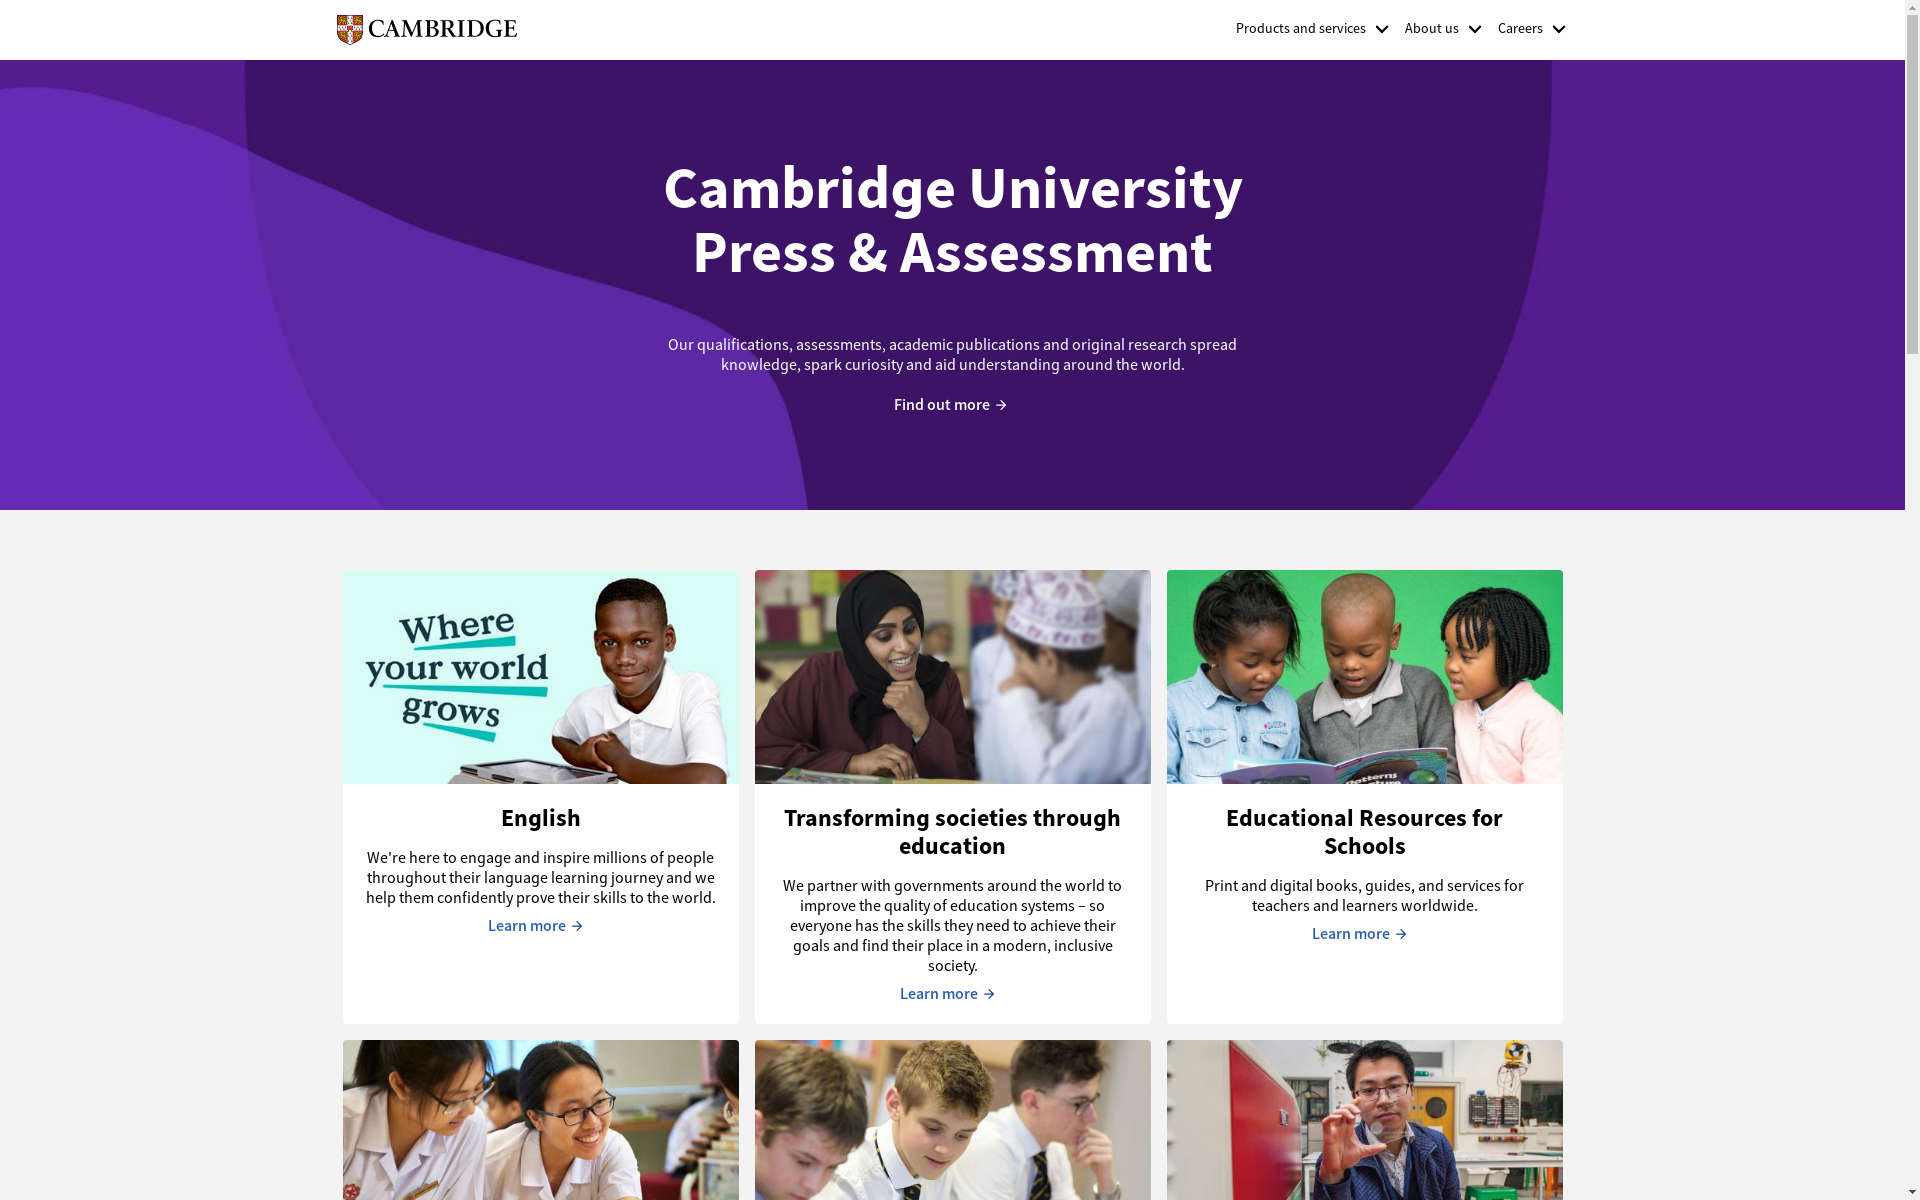 CAMBRIDGE
Products and services
About us
Careers
Cambridge University
Press & Assessment
Our qualifications, assessments, academic publications and original research spread
knowledge, spark curiosity and aid understanding around the world.
Find out more →
Where
your world
grows
English
We're here to engage and inspire millions of people
throughout their language learning journey and we
help them confidently prove their skills to the world.
Learn more →
Transforming societies through
education
We partner with governments around the world to
improve the quality of education systems – so
everyone has the skills they need to achieve their
goals and find their place in a modern, inclusive
society.
Learn more →
Patterns
Educational Resources for
Schools
Print and digital books, guides, and services for
teachers and learners worldwide.
Learn more →